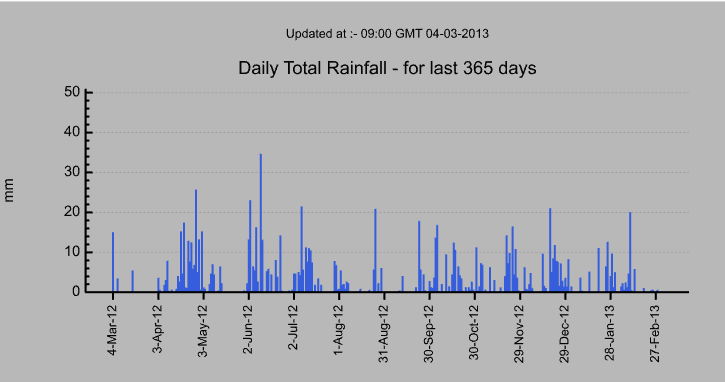 Updated at :- 09:00 GMT 04-03-2013
Daily Total Rainfall - for last 365 days
50
40
30
20
10
0
mm
4-Mar-12
3-Apr-12
3-May-12
2-Jun-12
2-Jul-12
1-Aug-12
31-Aug-12
30-Sep-12
30-Oct-12
29-Nov-12
29-Dec-12
28-Jan-13
27-Feb-13